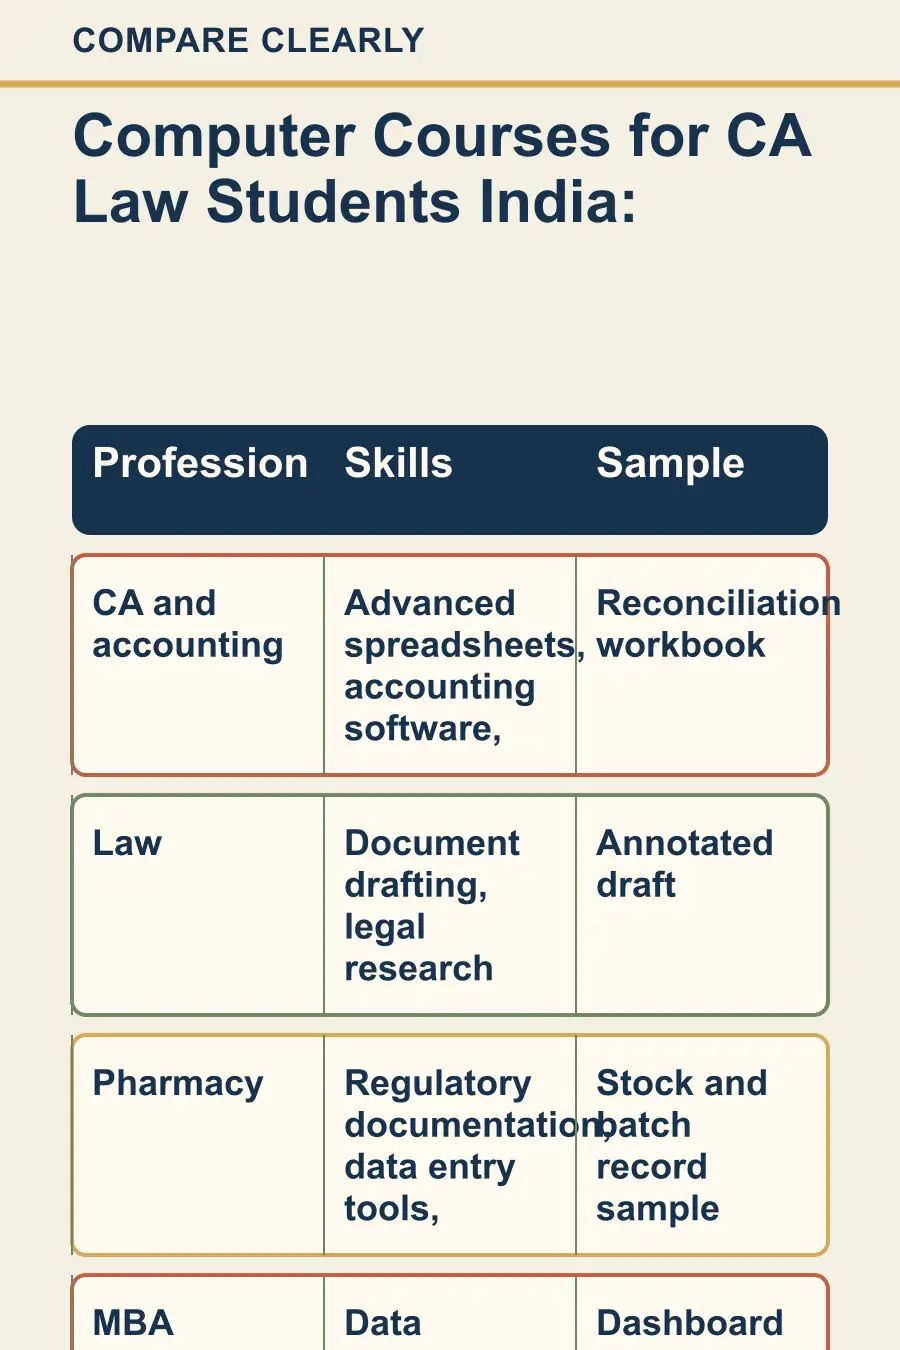 COMPARE CLEARLY
Computer Courses for CA
Law Students India:
Profession Skills Sample
CA and
accounting
Advanced
spreadsheets,
accounting
software,
Reconciliation
workbook
Law
Document
drafting,
legal
research
Annotated
draft
Pharmacy
Regulatory
documentation,
data entry
tools,
Stock and
batch
record
sample
MBA
Data
Dashboard